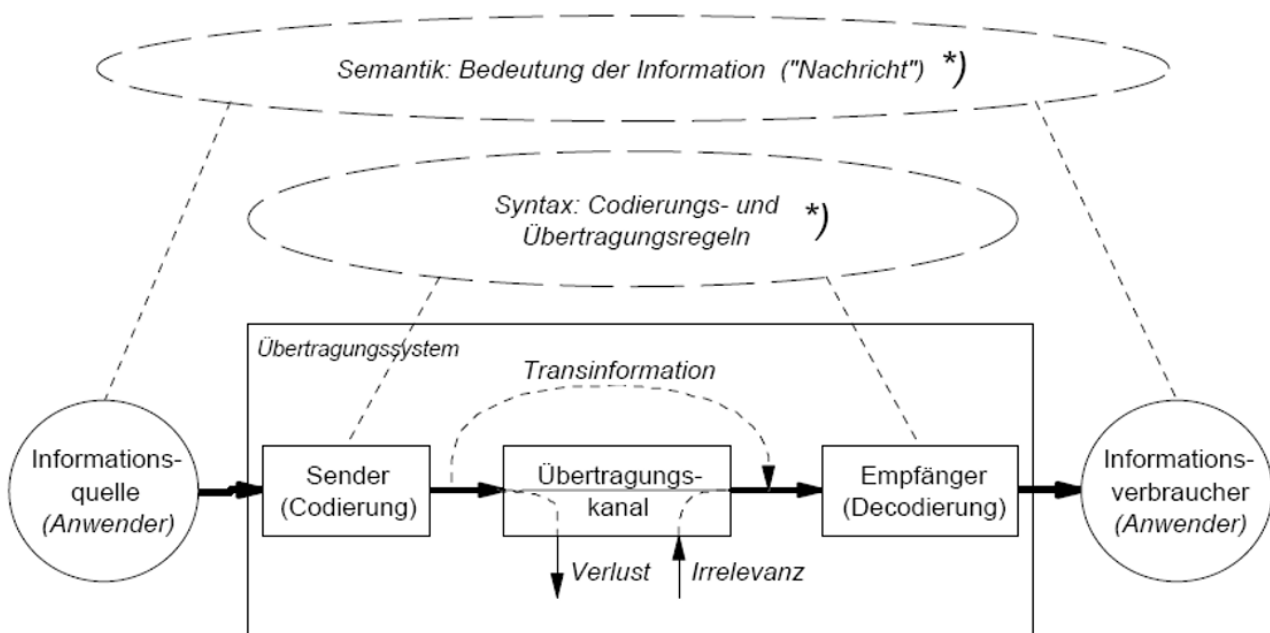 Semantik: Bedeutung der Information ("Nachricht") *)
Syntax: Codierungs- und *)
Übertragungsregeln
Übertragungssystem
Transinformation
Informations-
quelle
(Anwender)
Sender
(Codierung)
Übertragungs-
kanal
Empfänger
(Decodierung)
Informations-
verbraucher
(Anwender)
Verlust
Irrelevanz